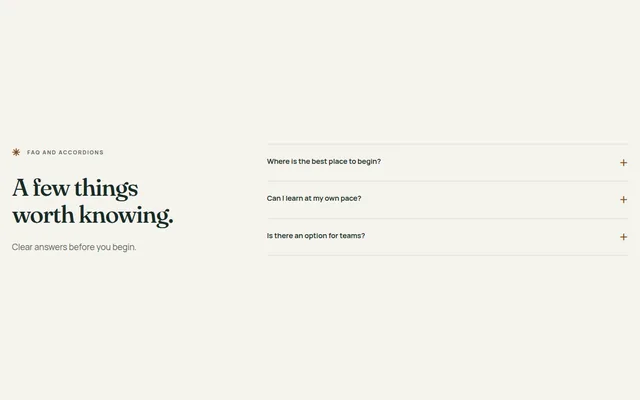 FAQ AND ACCORDIONS
A few things
worth knowing.
Clear answers before you begin.
Where is the best place to begin?
Can I learn at my own pace?
Is there an option for teams?